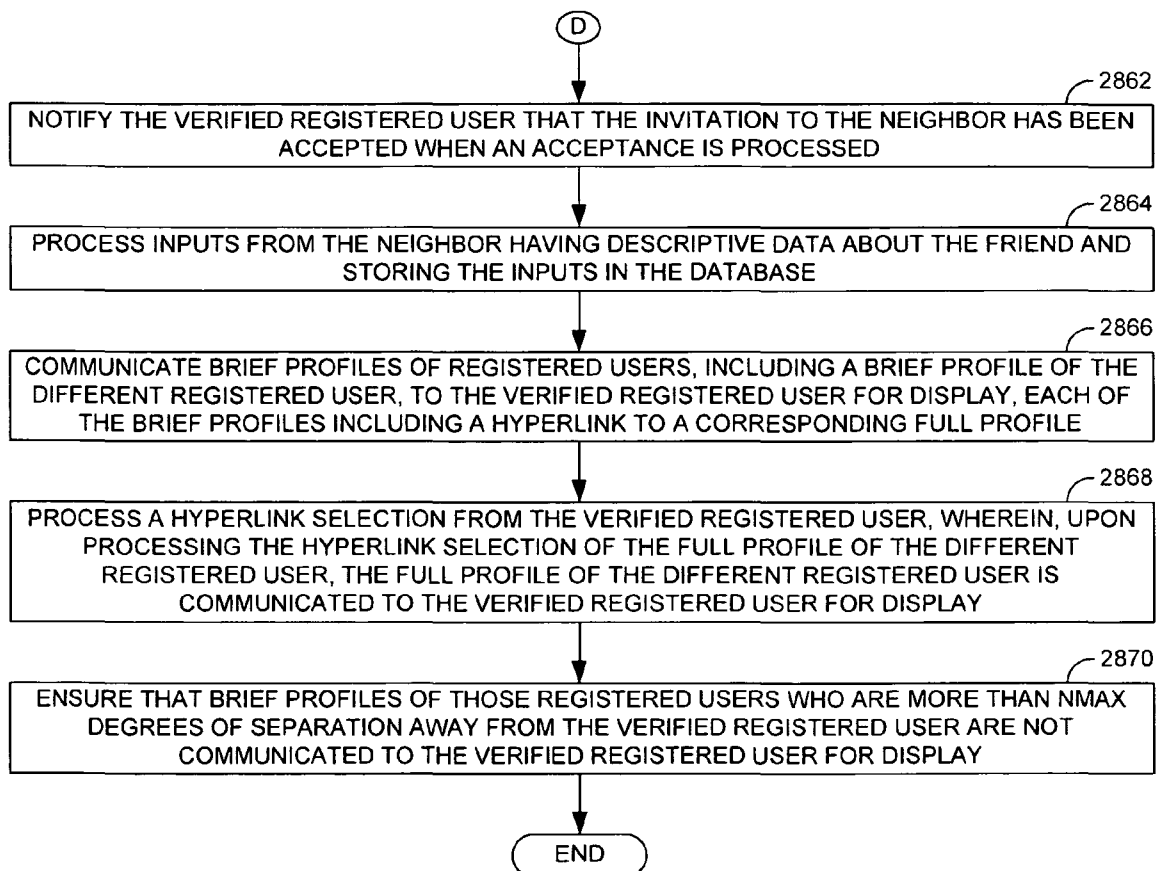 D
2862
NOTIFY THE VERIFIED REGISTERED USER THAT THE INVITATION TO THE NEIGHBOR HAS BEEN
ACCEPTED WHEN AN ACCEPTANCE IS PROCESSED
2864
PROCESS INPUTS FROM THE NEIGHBOR HAVING DESCRIPTIVE DATA ABOUT THE FRIEND AND
STORING THE INPUTS IN THE DATABASE
2866
COMMUNICATE BRIEF PROFILES OF REGISTERED USERS, INCLUDING A BRIEF PROFILE OF THE
DIFFERENT REGISTERED USER, TO THE VERIFIED REGISTERED USER FOR DISPLAY, EACH OF
THE BRIEF PROFILES INCLUDING A HYPERLINK TO A CORRESPONDING FULL PROFILE
2868
PROCESS A HYPERLINK SELECTION FROM THE VERIFIED REGISTERED USER, WHEREIN, UPON
PROCESSING THE HYPERLINK SELECTION OF THE FULL PROFILE OF THE DIFFERENT
REGISTERED USER, THE FULL PROFILE OF THE DIFFERENT REGISTERED USER IS
COMMUNICATED TO THE VERIFIED REGISTERED USER FOR DISPLAY
2870
ENSURE THAT BRIEF PROFILES OF THOSE REGISTERED USERS WHO ARE MORE THAN NMAX
DEGREES OF SEPARATION AWAY FROM THE VERIFIED REGISTERED USER ARE NOT
COMMUNICATED TO THE VERIFIED REGISTERED USER FOR DISPLAY
END